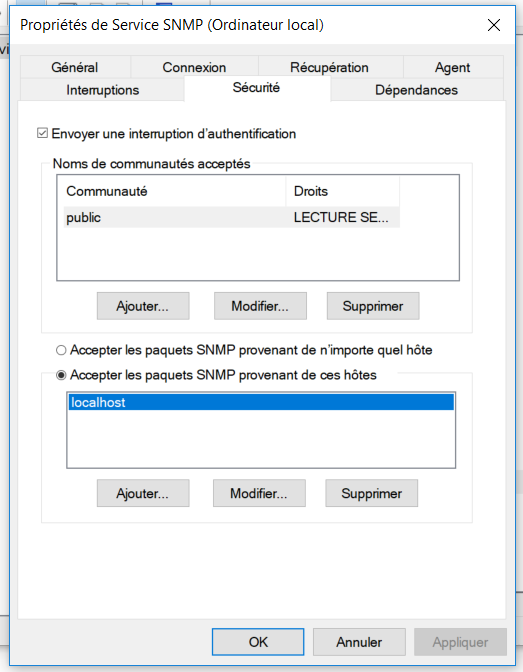 Propriétés de Service SNMP (Ordinateur local)
Général Connexion Récupération Agent
Interruptions Sécurité Dépendances
Envoyer une interruption d'authentification
Noms de communautés acceptés
Communauté Droits
public LECTURE SE...
Ajouter... Modifier... Supprimer
Accepter les paquets SNMP provenant de n'importe quel hôte
Accepter les paquets SNMP provenant de ces hôtes
localhost
Ajouter... Modifier... Supprimer
OK Annuler Appliquer